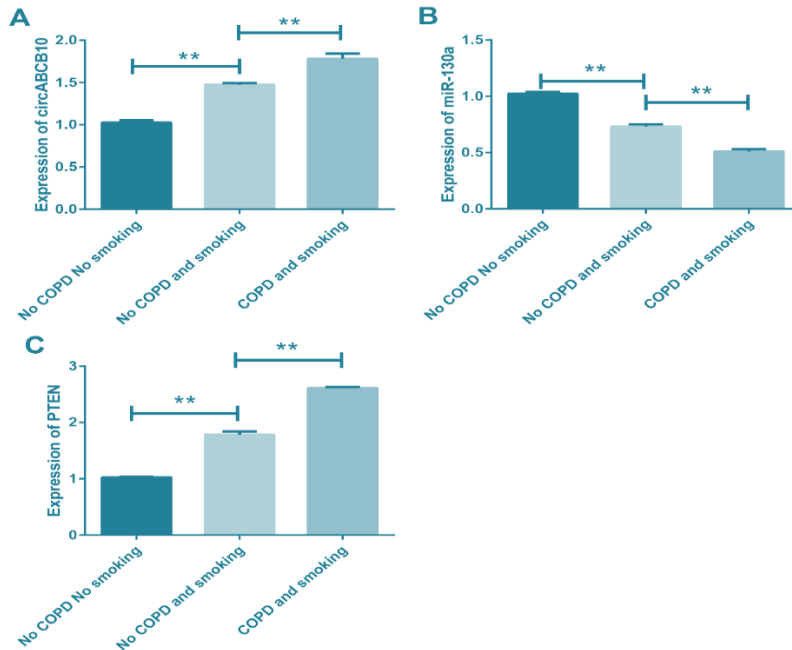 A
Expression of circABCB10
2.0
1.5
1.0
0.5
0.0
**
**
No COPD No smoking
No COPD and smoking
COPD and smoking
B
Expression of miR-130a
1.5
1.0
0.5
0.0
**
**
No COPD No smoking
No COPD and smoking
COPD and smoking
C
Expression of PTEN
3
2
1
0
**
**
No COPD No smoking
No COPD and smoking
COPD and smoking